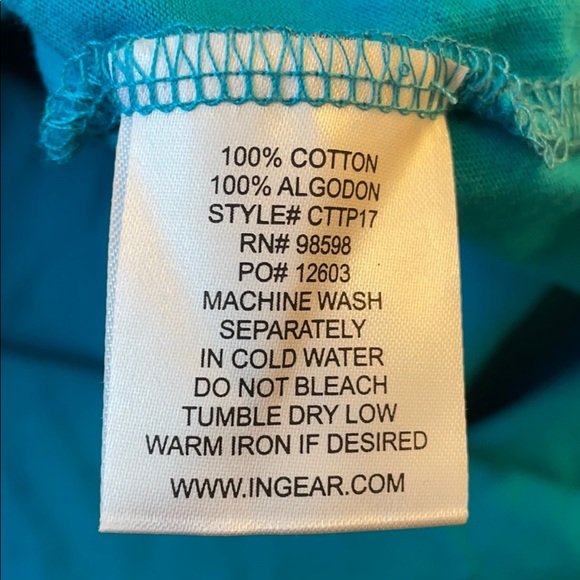 100% COTTON
100% ALGODON
STYLE# CTTP17
RN# 98598
PO# 12603
MACHINE WASH
SEPARATELY
IN COLD WATER
DO NOT BLEACH
TUMBLE DRY LOW
WARM IRON IF DESIRED
WWW.INGEAR.COM